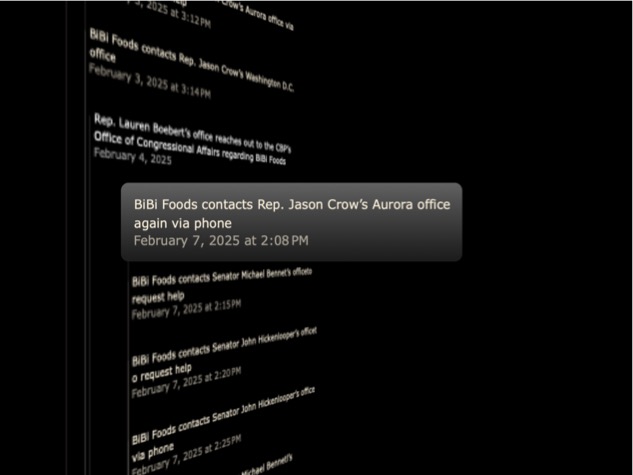 3, 2025 at 3:12 PM
Crow's Aurora office via
BiBi Foods contacts Rep. Jason Crow's Washington D.C.
office
February 3, 2025 at 3:14 PM
Rep. Lauren Boebert's office reaches out to the CBP's
Office of Congressional Affairs regarding BiBi Foods
February 4, 2025
BiBi Foods contacts Rep. Jason Crow's Aurora office
again via phone
February 7, 2025 at 2:08 PM
BiBi Foods contacts Senator Michael Bennet's officeto
request help
February 7, 2025 at 2:15 PM
BiBi Foods contacts Senator John Hickenlooper's officet
o request help
February 7, 2025 at 2:20 PM
BiBi Foods contacts Senator John Hickenlooper's office
via phone
February 7, 2025 at 2:25 PM
Michael Bennet's